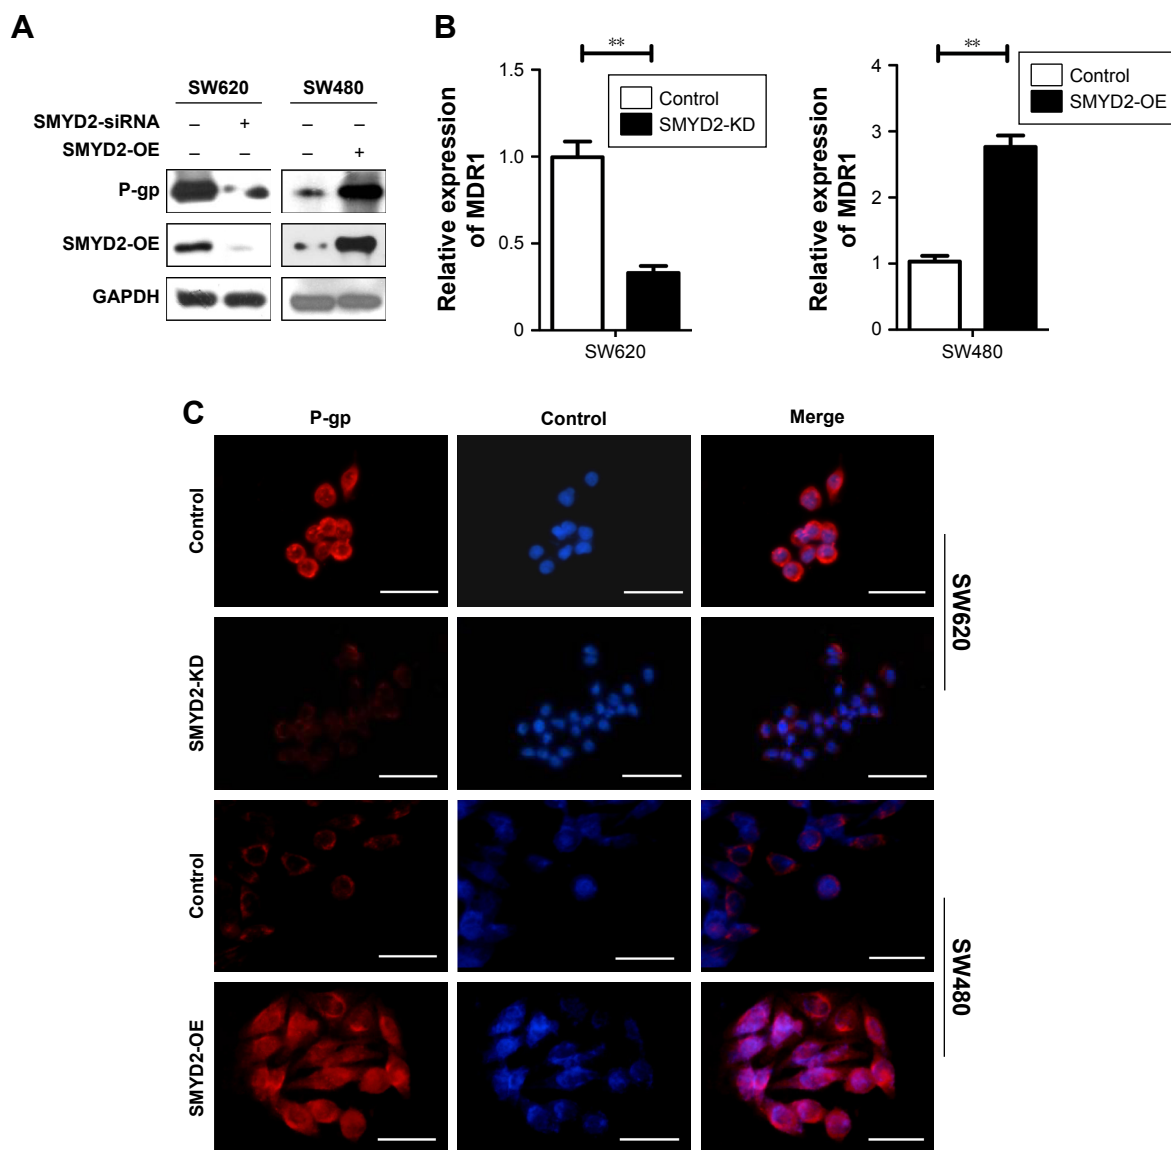 A
SW620 SW480
SMYD2-siRNA – + – –
SMYD2-OE – – – +
P-gp
SMYD2-OE
GAPDH
B
**
Relative expression
of MDR1
1.5
1.0
0.5
0
Control
SMYD2-KD
SW620
**
Relative expression
of MDR1
4
3
2
1
0
Control
SMYD2-OE
SW480
C
P-gp Control Merge
Control
SMYD2-KD
SW620
Control
SMYD2-OE
SW480